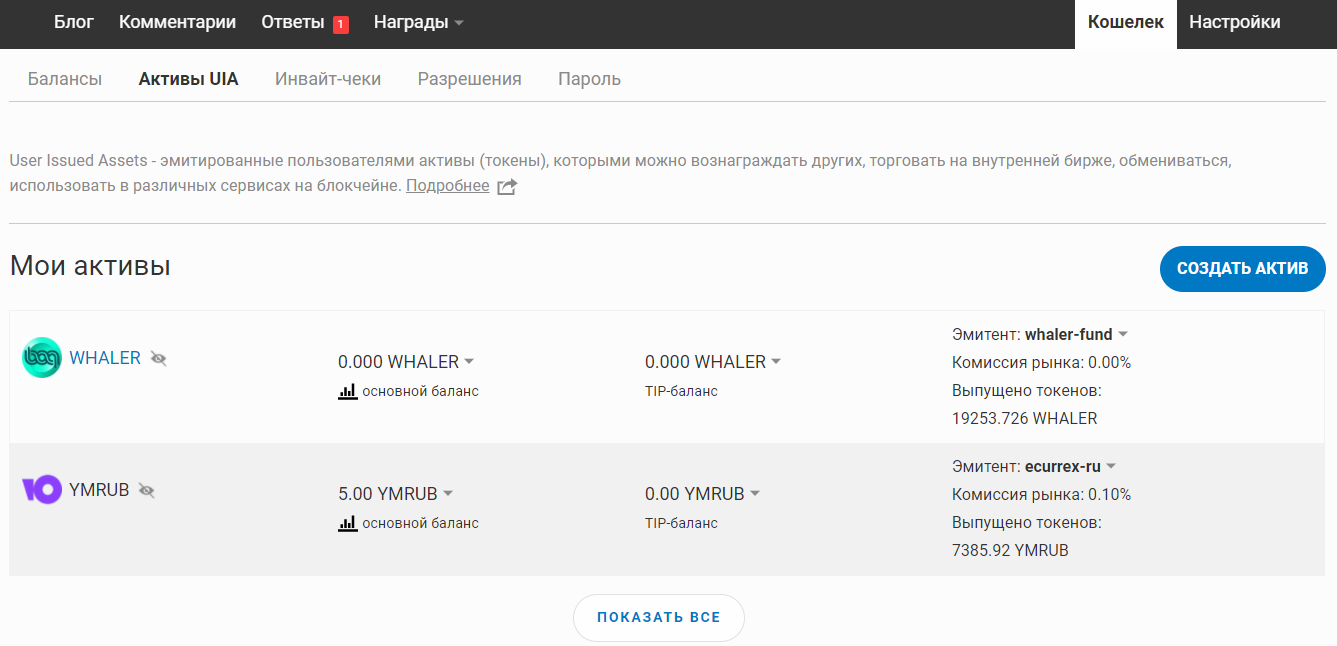 Блог Комментарии Ответы 1 Награды Кошелек Настройки
Балансы Активы UIA Инвайт-чеки Разрешения Пароль
User Issued Assets - эмитированные пользователями активы (токены), которыми можно вознаграждать других, торговать на внутренней бирже, обмениваться,
использовать в различных сервисах на блокчейне. Подробнее
Мои активы СОЗДАТЬ АКТИВ
WHALER
0.000 WHALER
основной баланс
0.000 WHALER
TIP-баланс
Эмитент: whaler-fund
Комиссия рынка: 0.00%
Выпущено токенов:
19253.726 WHALER
YMRUB
5.00 YMRUB
основной баланс
0.00 YMRUB
TIP-баланс
Эмитент: ecurrex-ru
Комиссия рынка: 0.10%
Выпущено токенов:
7385.92 YMRUB
ПОКАЗАТЬ ВСЕ